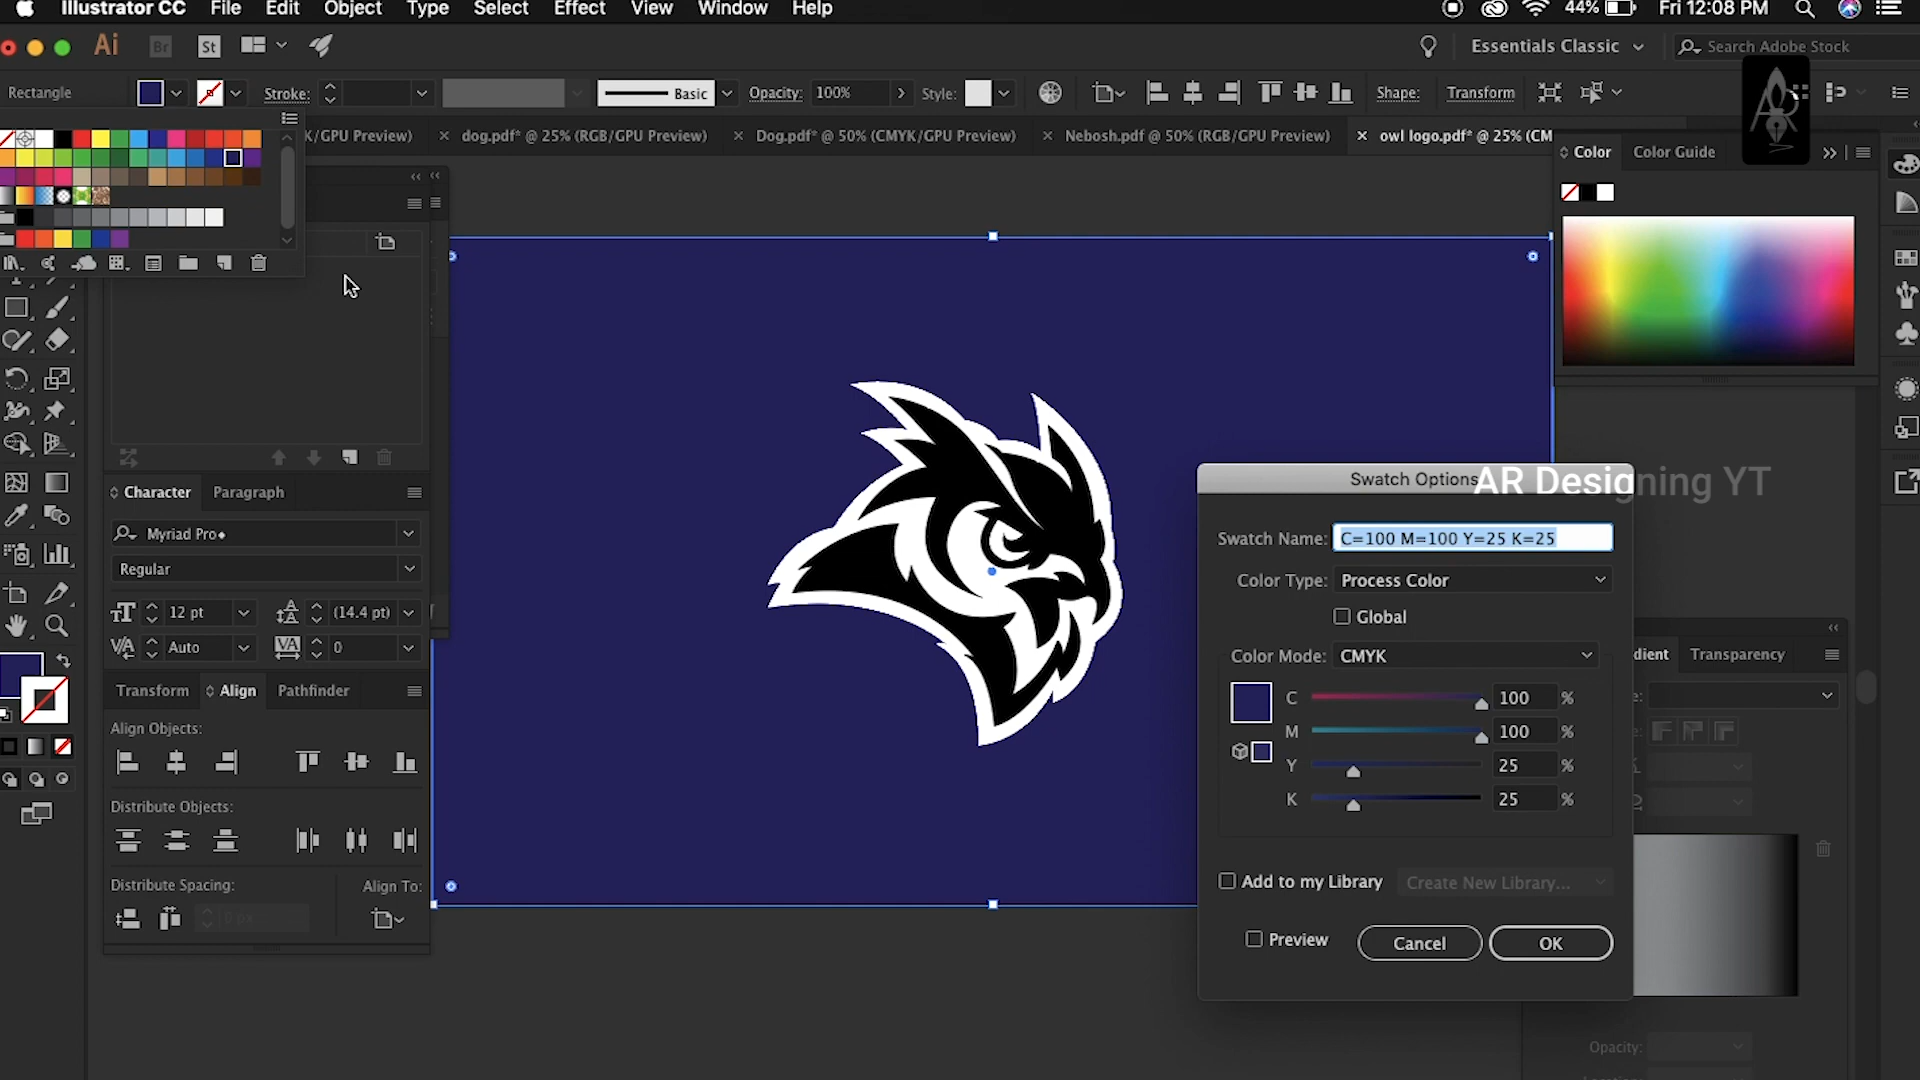 Illustrator CC File Edit Object Type Select Effect View Window Help 44% Fri 12:08 PM
Ai Br St Essentials Classic Search Adobe Stock
Rectangle Stroke: Basic Opacity: 100% Style: Shape: Transform
K/GPU Preview) × dog.pdf* @ 25% (RGB/GPU Preview) × Dog.pdf* @ 50% (CMYK/GPU Preview) × Nebosh.pdf @ 50% (RGB/GPU Preview) × owl logo.pdf* @ 25% (CM
Color Color Guide
AR Designing YT
Swatch Options
Swatch Name: C=100 M=100 Y=25 K=25
Color Type: Process Color
Global
Color Mode: CMYK
C 100 %
M 100 %
Y 25 %
K 25 %
Add to my Library Create New Library...
Preview Cancel OK
Character Paragraph
Myriad Pro
Regular
12 pt (14.4 pt)
Auto 0
Transform Align Pathfinder
Align Objects:
Distribute Objects:
Distribute Spacing: Align To:
0 px
dient Transparency
Opacity: